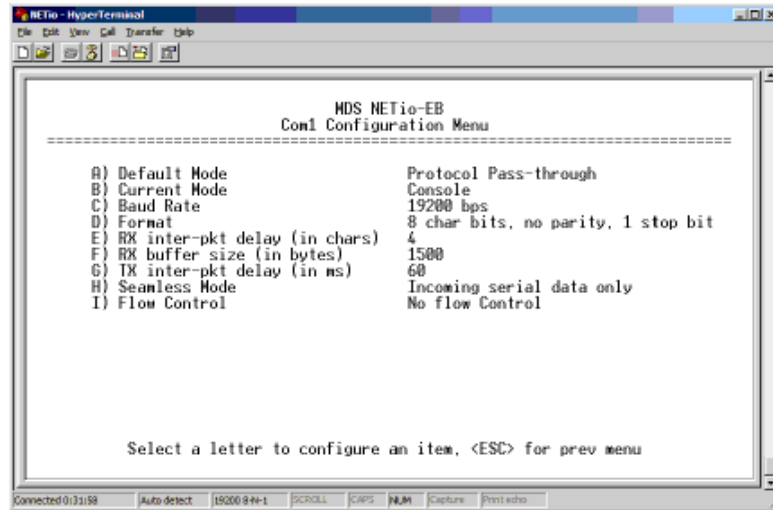 NETio - HyperTerminal
File Edit View Call Transfer Help
MDS NETio-EB
Com1 Configuration Menu
==========================================================================
A) Default Mode Protocol Pass-through
B) Current Mode Console
C) Baud Rate 19200 bps
D) Format 8 char bits, no parity, 1 stop bit
E) RX inter-pkt delay (in chars) 4
F) RX buffer size (in bytes) 1500
G) TX inter-pkt delay (in ms) 60
H) Seamless Mode Incoming serial data only
I) Flow Control No flow Control
Select a letter to configure an item, <ESC> for prev menu
Connected 0:31:58 Auto detect 19200 8-N-1 SCROLL CAPS NUM Capture Print echo